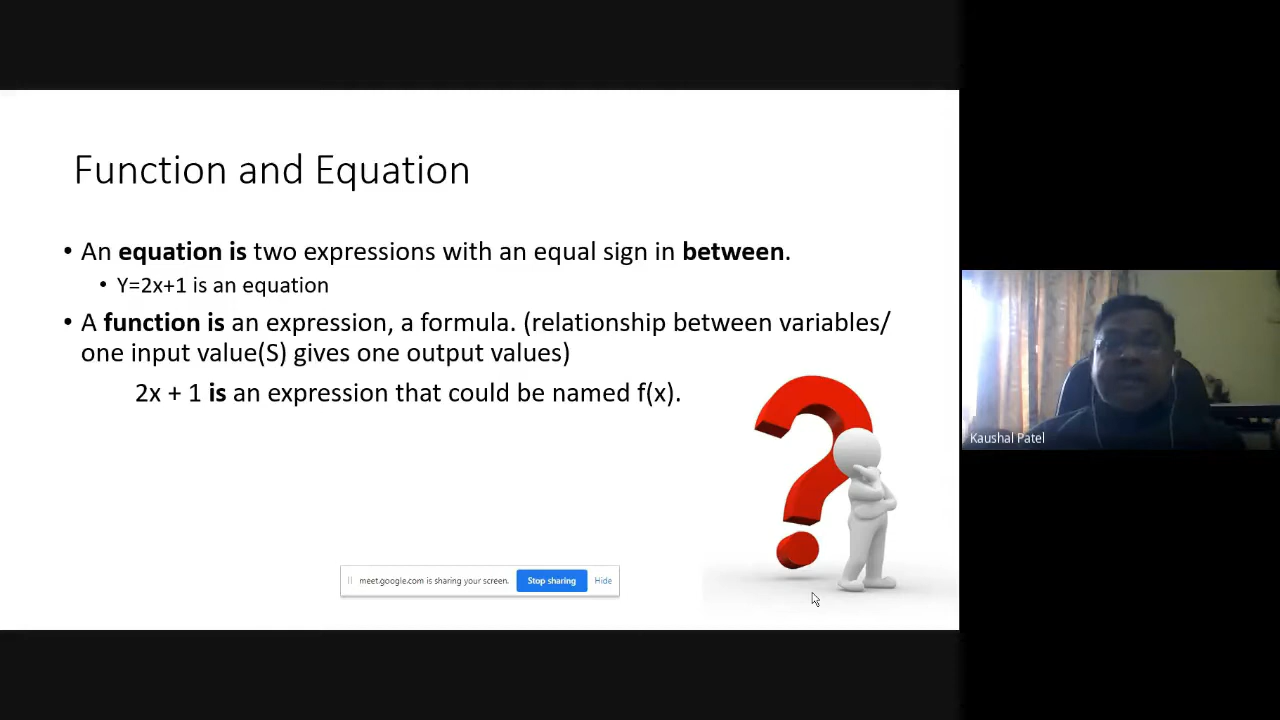 Function and Equation
• An equation is two expressions with an equal sign in between.
• Y=2x+1 is an equation
• A function is an expression, a formula. (relationship between variables/
one input value(S) gives one output values)
2x + 1 is an expression that could be named f(x).
Kaushal Patel
meet.google.com is sharing your screen. Stop sharing Hide